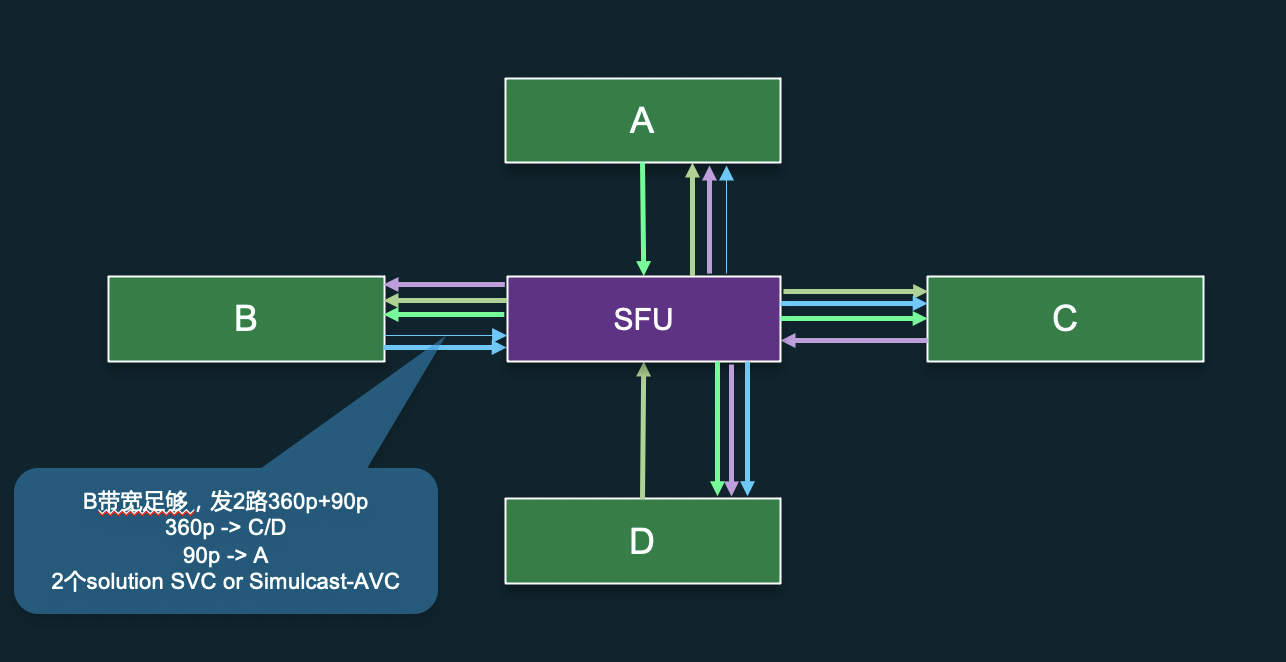 A
B
SFU
C
B带宽足够，发2路360p+90p
360p -> C/D
90p -> A
2个solution SVC or Simulcast-AVC
D